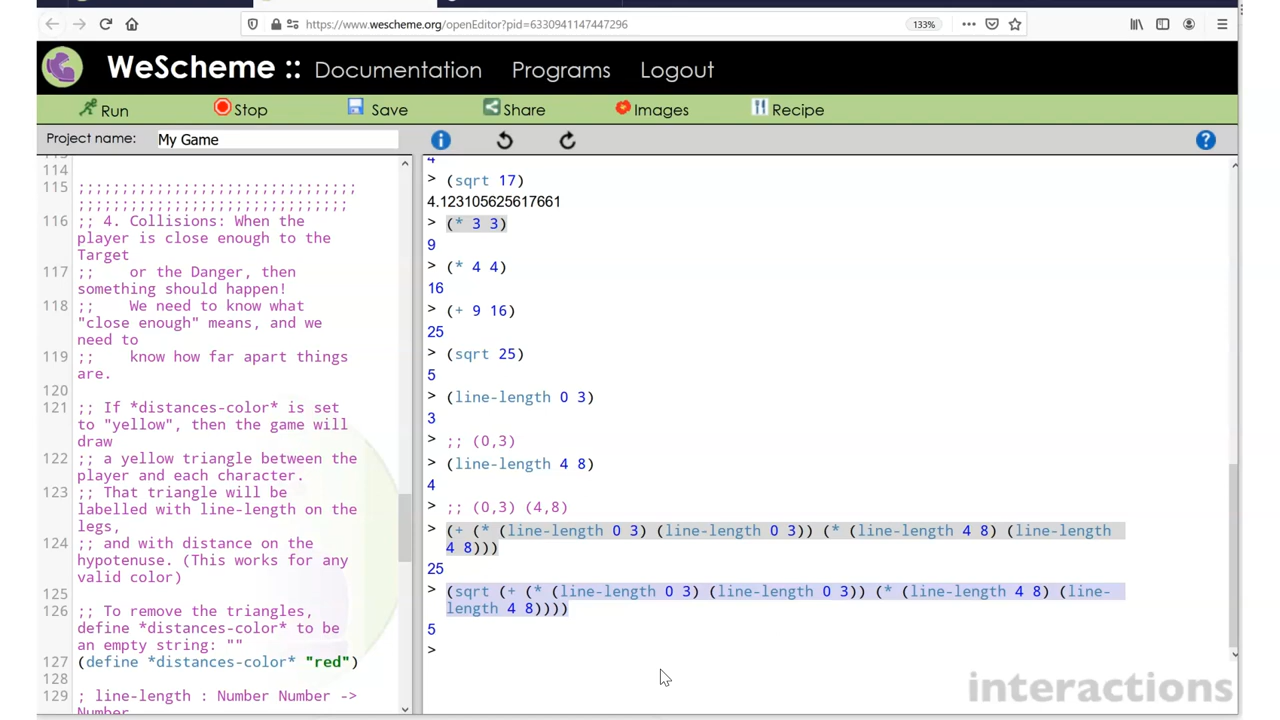 https://www.wescheme.org/openEditor?pid=6330941147447296
133%
WeScheme :: Documentation Programs Logout
Run Stop Save Share Images Recipe
Project name: My Game
114
115 ;;;;;;;;;;;;;;;;;;;;;;;;;;;;;;;;
;;;;;;;;;;;;;;;;;;;;;;;;;;;;;;;
116 ;; 4. Collisions: When the
player is close enough to the
Target
117 ;; or the Danger, then
something should happen!
118 ;; We need to know what
"close enough" means, and we
need to
119 ;; know how far apart things
are.
120
121 ;; If *distances-color* is set
to "yellow", then the game will
draw
122 ;; a yellow triangle between the
player and each character.
123 ;; That triangle will be
labelled with line-length on the
legs,
124 ;; and with distance on the
hypotenuse. (This works for any
valid color)
125
126 ;; To remove the triangles,
define *distances-color* to be
an empty string: ""
127 (define *distances-color* "red")
128
129 ; line-length : Number Number ->
Number
4
> (sqrt 17)
4.123105625617661
> (* 3 3)
9
> (* 4 4)
16
> (+ 9 16)
25
> (sqrt 25)
5
> (line-length 0 3)
3
> ;; (0,3)
> (line-length 4 8)
4
> ;; (0,3) (4,8)
> (+ (* (line-length 0 3) (line-length 0 3)) (* (line-length 4 8) (line-length
4 8)))
25
> (sqrt (+ (* (line-length 0 3) (line-length 0 3)) (* (line-length 4 8) (line-
length 4 8))))
5
>
interactions